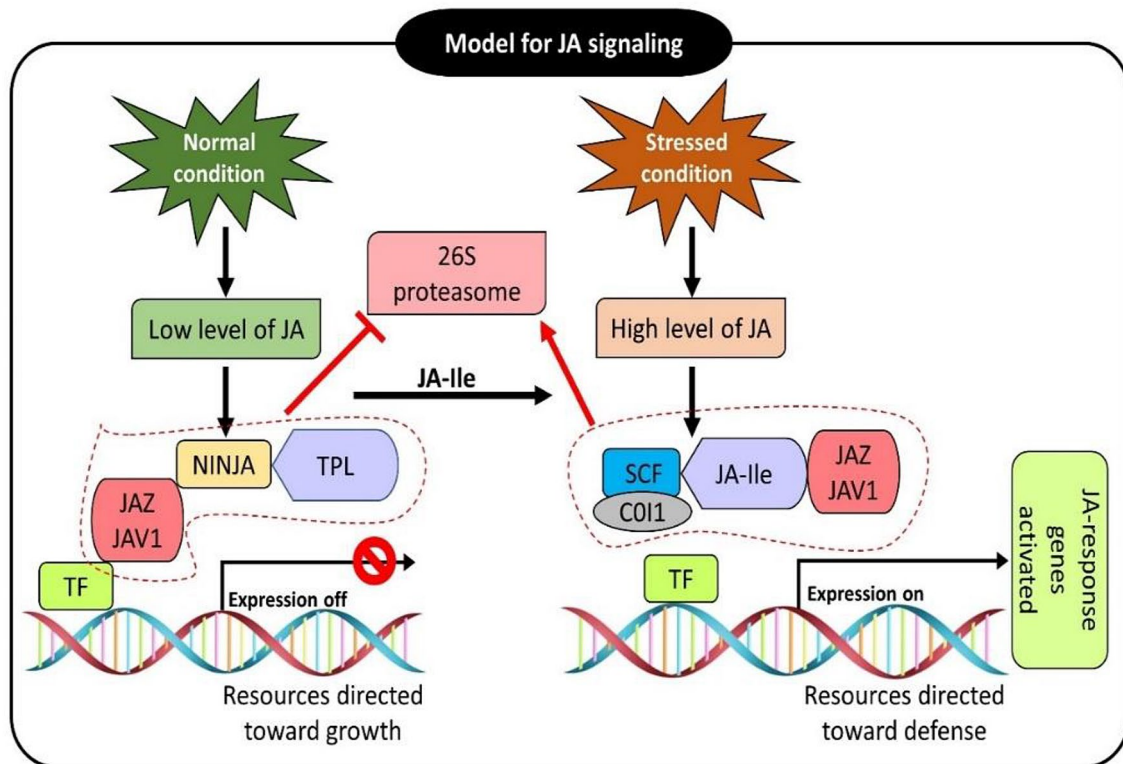 Model for JA signaling
Normal
condition
Stressed
condition
26S
proteasome
Low level of JA
High level of JA
JA-Ile
NINJA
TPL
JAZ
JAV1
TF
Expression off
SCF
C0I1
JA-Ile
JAZ
JAV1
TF
Expression on
JA-response
genes
activated
Resources directed
toward growth
Resources directed
toward defense